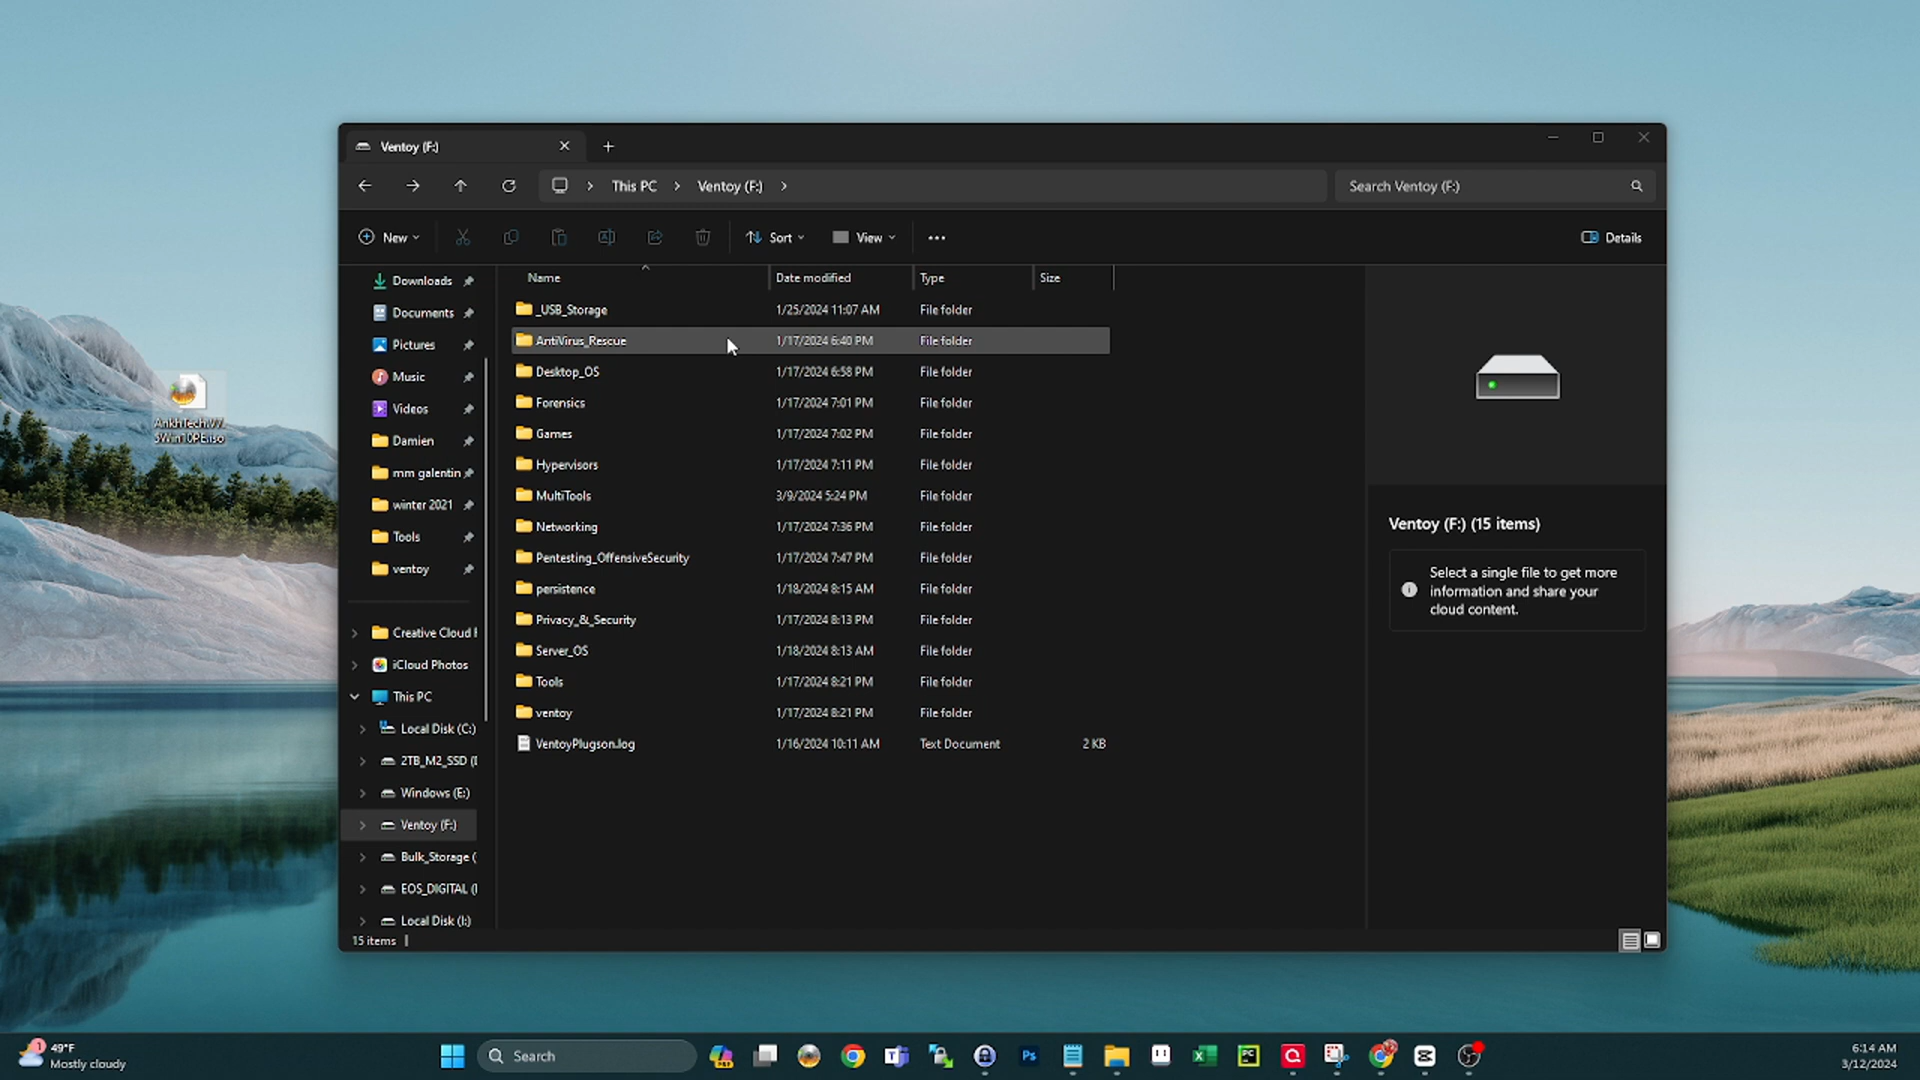 Ventoy (F:)
This PC > Ventoy (F:) >
Search Ventoy (F:)
New
Sort
View
Details
Downloads
Documents
Pictures
Music
Videos
Damien
mm galentin
winter 2021
Tools
ventoy
Creative Cloud F
iCloud Photos
This PC
Local Disk (C:)
2TB_M2_SSD (
Windows (E:)
Ventoy (F:)
Bulk_Storage (
EOS_DIGITAL (
Local Disk (I:)
Name Date modified Type Size
_USB_Storage 1/25/2024 11:07 AM File folder
AntiVirus_Rescue 1/17/2024 6:40 PM File folder
Desktop_OS 1/17/2024 6:58 PM File folder
Forensics 1/17/2024 7:01 PM File folder
Games 1/17/2024 7:02 PM File folder
Hypervisors 1/17/2024 7:11 PM File folder
MultiTools 3/9/2024 5:24 PM File folder
Networking 1/17/2024 7:36 PM File folder
Pentesting_OffensiveSecurity 1/17/2024 7:47 PM File folder
persistence 1/18/2024 8:15 AM File folder
Privacy_&_Security 1/17/2024 8:13 PM File folder
Server_OS 1/18/2024 8:13 AM File folder
Tools 1/17/2024 8:21 PM File folder
ventoy 1/17/2024 8:21 PM File folder
VentoyPlugson.log 1/16/2024 10:11 AM Text Document 2 KB
Ventoy (F:) (15 items)
Select a single file to get more
information and share your
cloud content.
15 items
5Win10PE.iso
1
49°F
Mostly cloudy
Search
Ps
PC
6:14 AM
3/12/2024